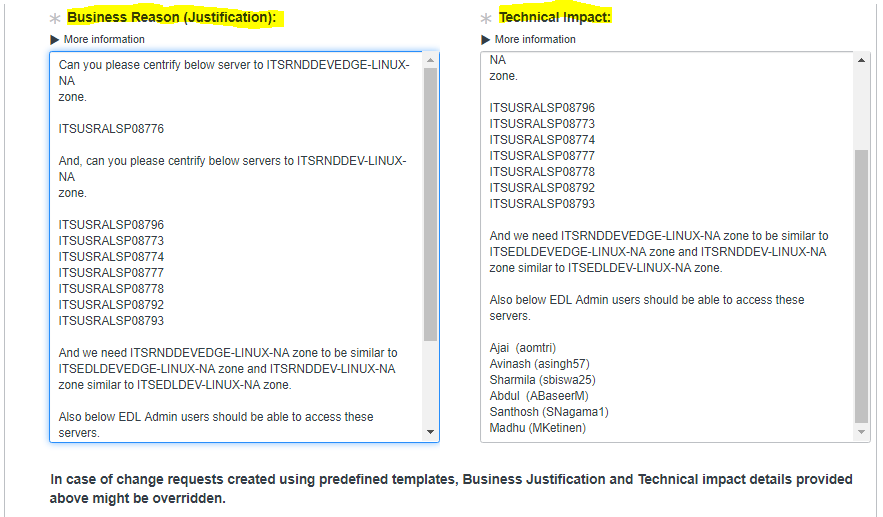 Business Reason (Justification):
More information
Can you please centrify below server to ITSRNDDEVEDGE-LINUX-
NA
zone.
ITSUSRALSP08776
And, can you please centrify below servers to ITSRNDDEV-LINUX-
NA
zone.
ITSUSRALSP08796
ITSUSRALSP08773
ITSUSRALSP08774
ITSUSRALSP08777
ITSUSRALSP08778
ITSUSRALSP08792
ITSUSRALSP08793
And we need ITSRNDDEVEDGE-LINUX-NA zone to be similar to
ITSEDLDEVEDGE-LINUX-NA zone and ITSRNDDEV-LINUX-NA
zone similar to ITSEDLDEV-LINUX-NA zone.
Also below EDL Admin users should be able to access these
servers.
Technical Impact:
More information
NA
zone.
ITSUSRALSP08796
ITSUSRALSP08773
ITSUSRALSP08774
ITSUSRALSP08777
ITSUSRALSP08778
ITSUSRALSP08792
ITSUSRALSP08793
And we need ITSRNDDEVEDGE-LINUX-NA zone to be similar to
ITSEDLDEVEDGE-LINUX-NA zone and ITSRNDDEV-LINUX-NA
zone similar to ITSEDLDEV-LINUX-NA zone.
Also below EDL Admin users should be able to access these
servers.
Ajai  (aomtri)
Avinash (asingh57)
Sharmila (sbiswa25)
Abdul  (ABaseerM)
Santhosh (SNagama1)
Madhu (MKetinen)
In case of change requests created using predefined templates, Business Justification and Technical impact details provided
above might be overridden.